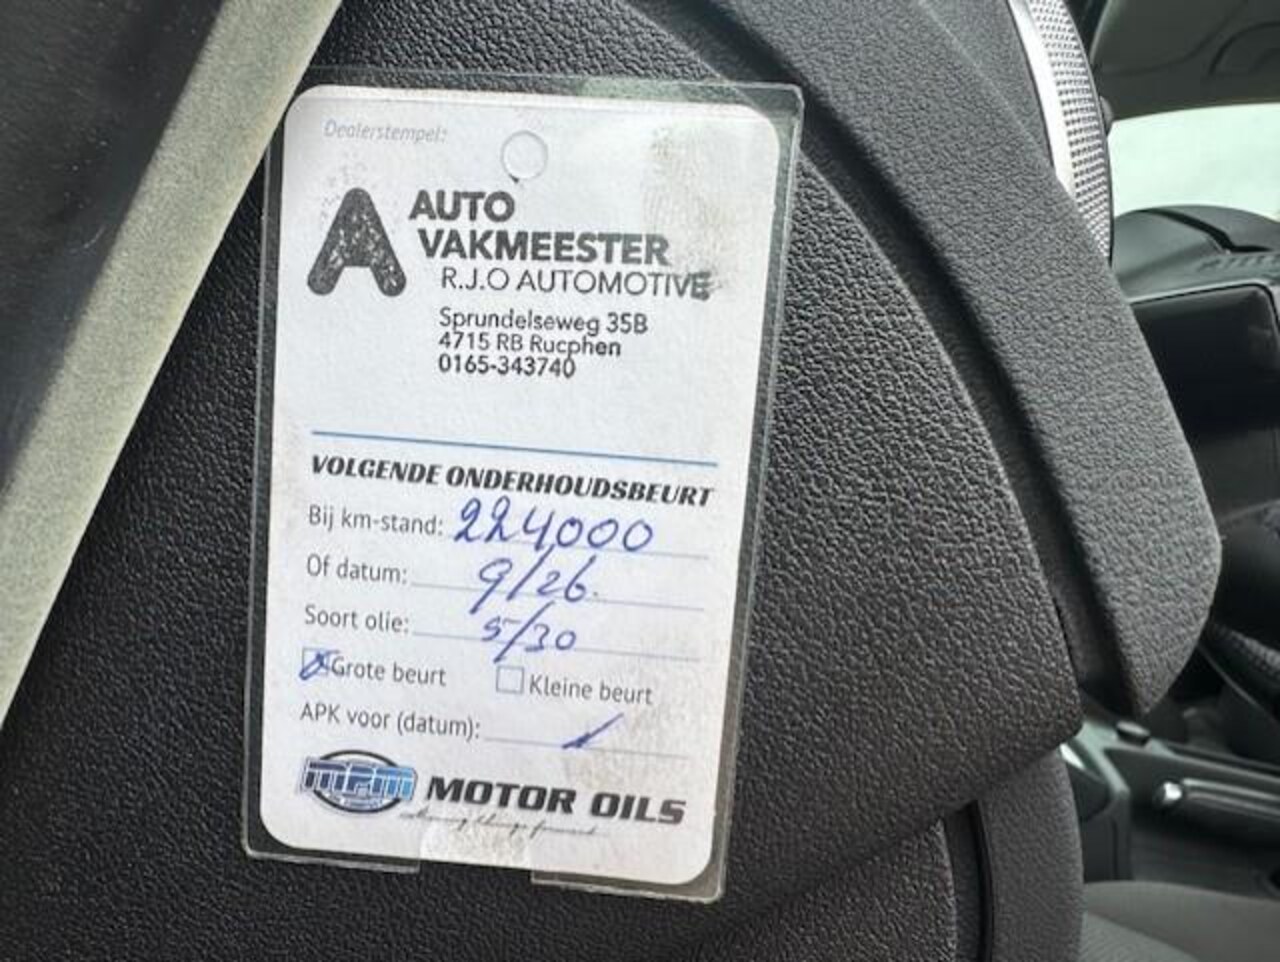 Dealerstempel:
AUTO
VAKMEESTER
R.J.O AUTOMOTIVE
Sprundelseweg 35B
4715 RB Rucphen
0165-343740
VOLGENDE ONDERHOUDSBEURT
Bij km-stand: 224000
Of datum: 9/26.
Soort olie: 5/30
Grote beurt Kleine beurt
APK voor (datum):
mpm MOTOR OILS